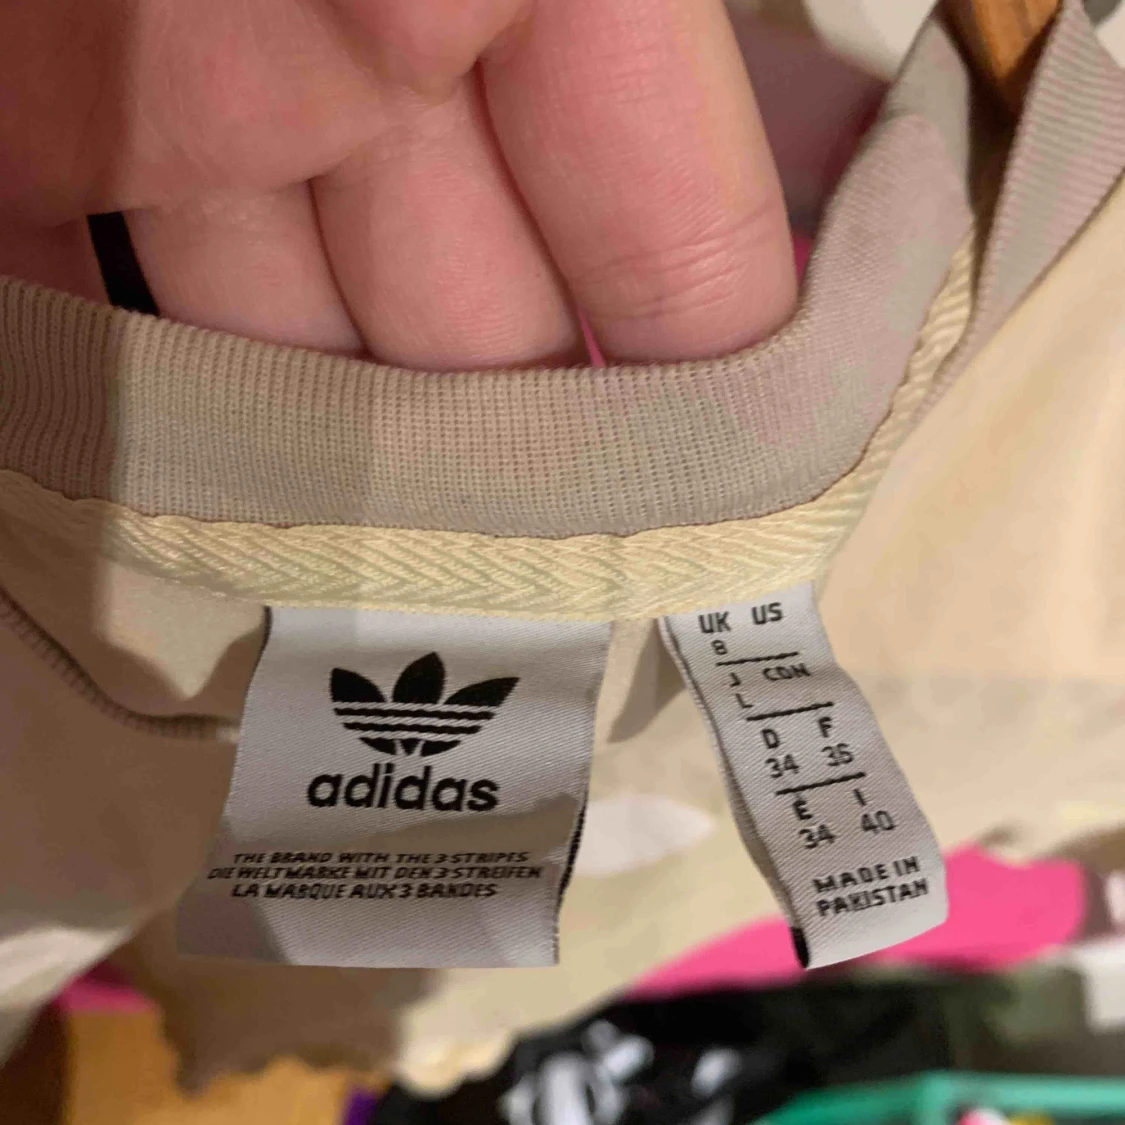 adidas
THE BRAND WITH THE 3 STRIPES
DIE WELTMARKE MIT DEN 3 STREIFEN
LA MARQUE AUX 3 BANDES
UK US
8
J CDN
L
D F
34 36
E I
34 40
MADE IN
PAKISTAN